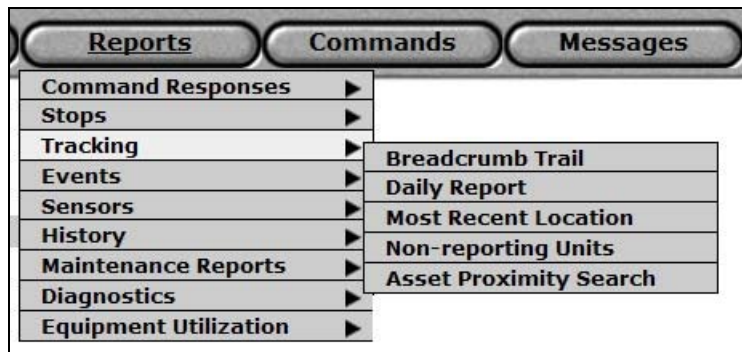 Reports Commands Messages
Command Responses
Stops
Tracking
Events
Sensors
History
Maintenance Reports
Diagnostics
Equipment Utilization
Breadcrumb Trail
Daily Report
Most Recent Location
Non-reporting Units
Asset Proximity Search